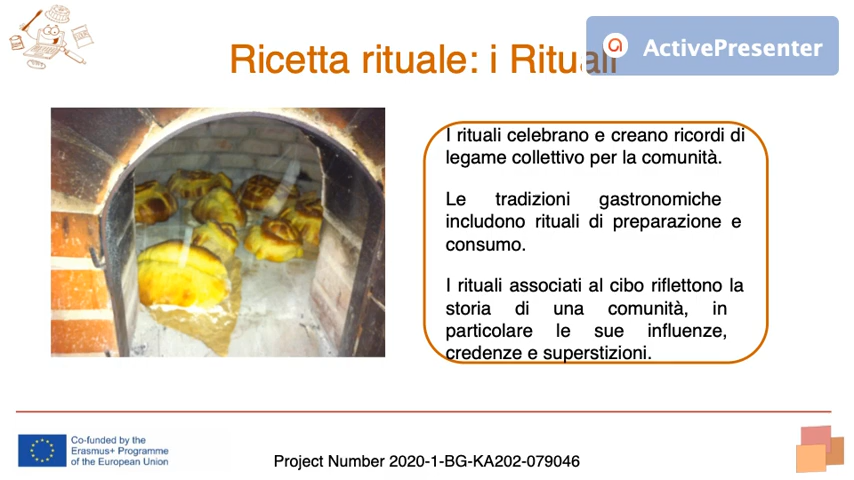 Ricetta rituale: i Rituali
ActivePresenter
I rituali celebrano e creano ricordi di
legame collettivo per la comunità.
Le tradizioni gastronomiche
includono rituali di preparazione e
consumo.
I rituali associati al cibo riflettono la
storia di una comunità, in
particolare le sue influenze,
credenze e superstizioni.
Co-funded by the
Erasmus+ Programme
of the European Union
Project Number 2020-1-BG-KA202-079046